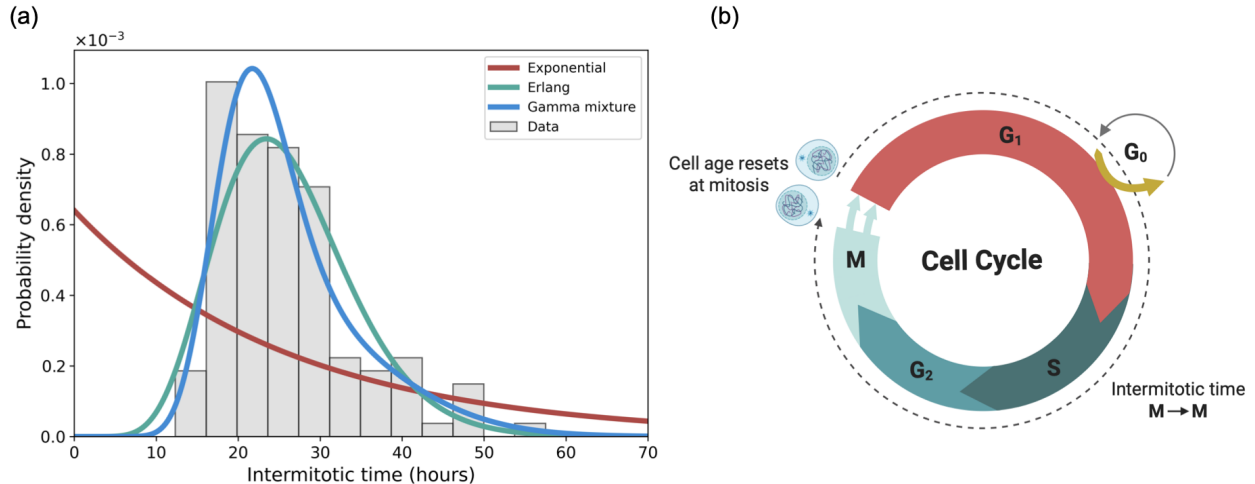 (a)
×10⁻³
Probability density
1.0
0.8
0.6
0.4
0.2
0.0
0 10 20 30 40 50 60 70
Intermitotic time (hours)
Exponential
Erlang
Gamma mixture
Data
(b)
G₁
G₀
Cell age resets
at mitosis
M
Cell Cycle
G₂
S
Intermitotic time
M→M